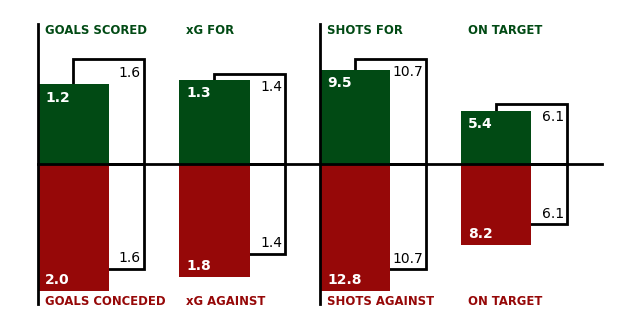 GOALS SCORED xG FOR SHOTS FOR ON TARGET
1.6 1.4 10.7 6.1
1.2 1.3 9.5 5.4
1.6 1.4 10.7 6.1
2.0 1.8 12.8 8.2
GOALS CONCEDED xG AGAINST SHOTS AGAINST ON TARGET